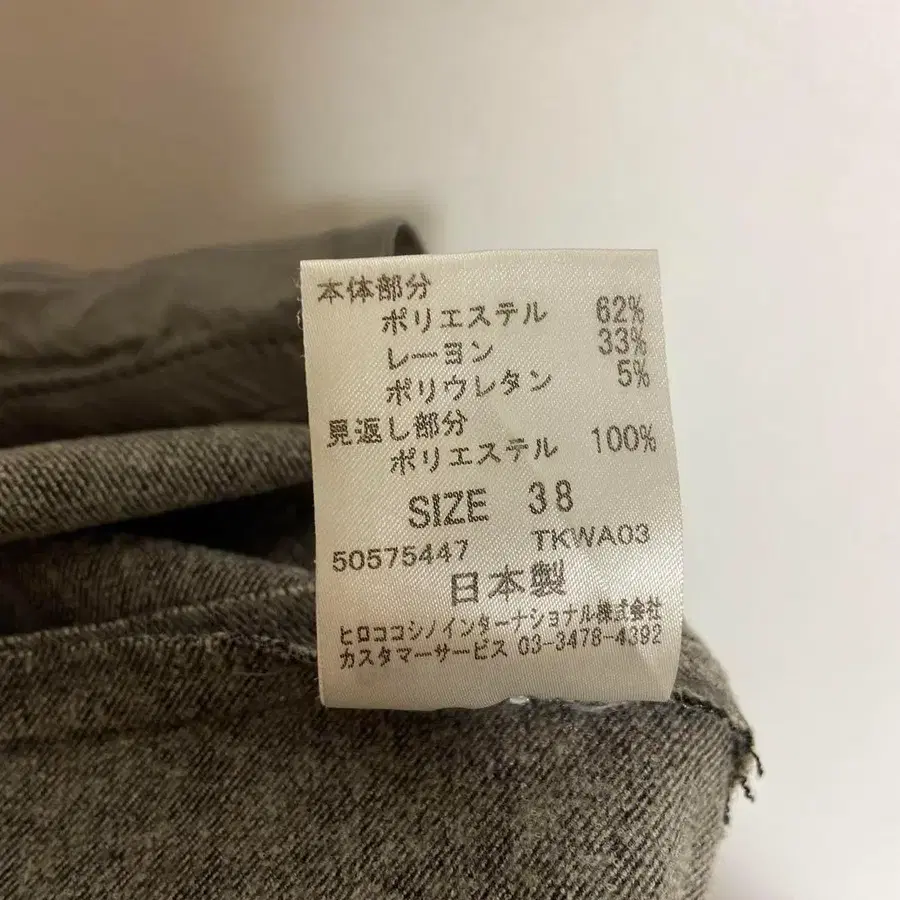 本体部分
ポリエステル 62%
レーヨン 33%
ポリウレタン 5%
見返し部分
ポリエステル 100%
SIZE 38
50575447 TKWA03
日本製
ヒロココシノインターナショナル株式会社
カスタマーサービス 03-3478-4392